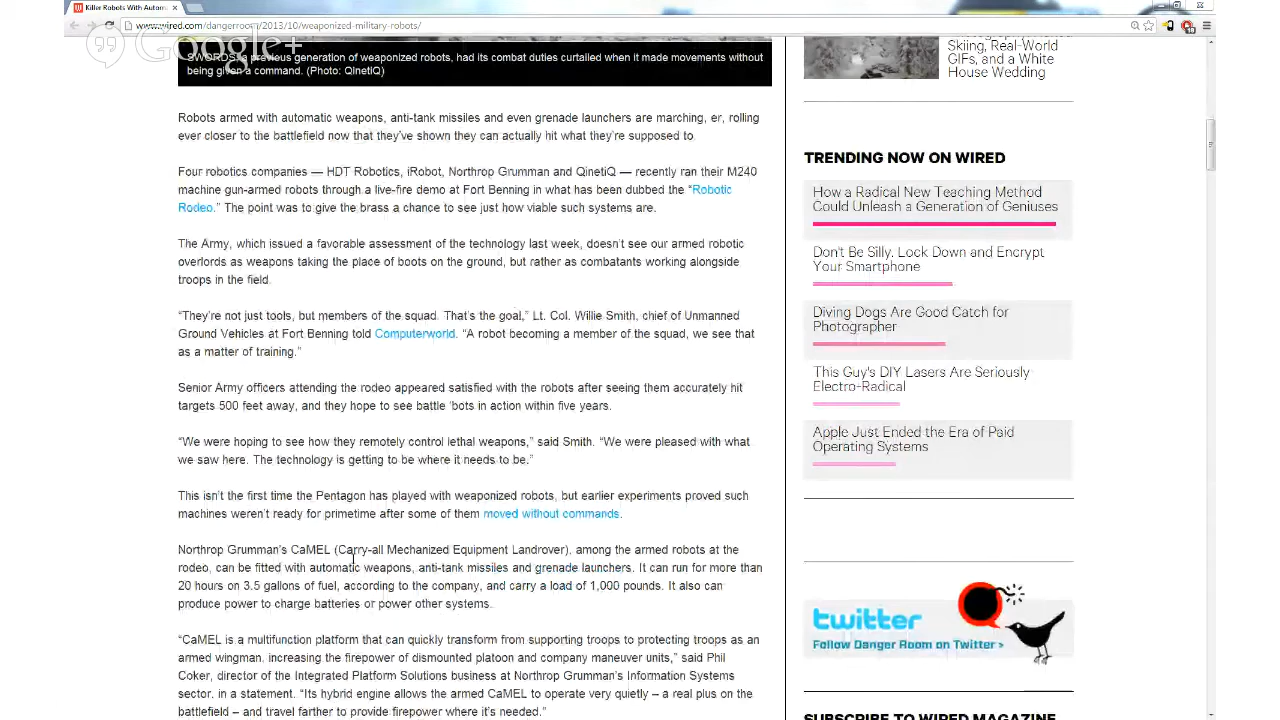 Killer Robots With Autom
www.wired.com/dangerroom/2013/10/weaponized-military-robots/
Google+
SWORDS, a previous generation of weaponized robots, had its combat duties curtailed when it made movements without
being given a command. (Photo: QinetiQ)
Robots armed with automatic weapons, anti-tank missiles and even grenade launchers are marching, er, rolling
ever closer to the battlefield now that they've shown they can actually hit what they're supposed to.
Four robotics companies — HDT Robotics, iRobot, Northrop Grumman and QinetiQ — recently ran their M240
machine gun-armed robots through a live-fire demo at Fort Benning in what has been dubbed the “Robotic
Rodeo.” The point was to give the brass a chance to see just how viable such systems are.
The Army, which issued a favorable assessment of the technology last week, doesn't see our armed robotic
overlords as weapons taking the place of boots on the ground, but rather as combatants working alongside
troops in the field.
“They're not just tools, but members of the squad. That's the goal,” Lt. Col. Willie Smith, chief of Unmanned
Ground Vehicles at Fort Benning told Computerworld. “A robot becoming a member of the squad, we see that
as a matter of training.”
Senior Army officers attending the rodeo appeared satisfied with the robots after seeing them accurately hit
targets 500 feet away, and they hope to see battle ‘bots in action within five years.
“We were hoping to see how they remotely control lethal weapons,” said Smith. “We were pleased with what
we saw here. The technology is getting to be where it needs to be.”
This isn't the first time the Pentagon has played with weaponized robots, but earlier experiments proved such
machines weren't ready for primetime after some of them moved without commands.
Northrop Grumman's CaMEL (Carry-all Mechanized Equipment Landrover), among the armed robots at the
rodeo, can be fitted with automatic weapons, anti-tank missiles and grenade launchers. It can run for more than
20 hours on 3.5 gallons of fuel, according to the company, and carry a load of 1,000 pounds. It also can
produce power to charge batteries or power other systems.
“CaMEL is a multifunction platform that can quickly transform from supporting troops to protecting troops as an
armed wingman, increasing the firepower of dismounted platoon and company maneuver units,” said Phil
Coker, director of the Integrated Platform Solutions business at Northrop Grumman's Information Systems
sector, in a statement. “Its hybrid engine allows the armed CaMEL to operate very quietly – a real plus on the
battlefield – and travel farther to provide firepower where it's needed.”
Skiing, Real-World
GIFs, and a White
House Wedding
TRENDING NOW ON WIRED
How a Radical New Teaching Method
Could Unleash a Generation of Geniuses
Don't Be Silly. Lock Down and Encrypt
Your Smartphone
Diving Dogs Are Good Catch for
Photographer
This Guy's DIY Lasers Are Seriously
Electro-Radical
Apple Just Ended the Era of Paid
Operating Systems
twitter
Follow Danger Room on Twitter >
SUBSCRIBE TO WIRED MAGAZINE